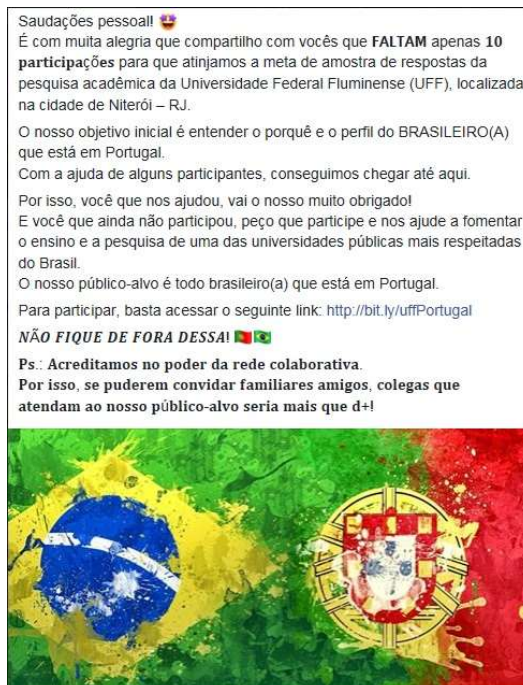 Saudações pessoal! 🤩
É com muita alegria que compartilho com vocês que FALTAM apenas 10
participações para que atinjamos a meta de amostra de respostas da
pesquisa acadêmica da Universidade Federal Fluminense (UFF), localizada
na cidade de Niterói – RJ.
O nosso objetivo inicial é entender o porquê e o perfil do BRASILEIRO(A)
que está em Portugal.
Com a ajuda de alguns participantes, conseguimos chegar até aqui.
Por isso, você que nos ajudou, vai o nosso muito obrigado!
E você que ainda não participou, peço que participe e nos ajude a fomentar
o ensino e a pesquisa de uma das universidades públicas mais respeitadas
do Brasil.
O nosso público-alvo é todo brasileiro(a) que está em Portugal.
Para participar, basta acessar o seguinte link: http://bit.ly/uffPortugal
NÃO FIQUE DE FORA DESSA! 🇵🇹🇧🇷
Ps.: Acreditamos no poder da rede colaborativa.
Por isso, se puderem convidar familiares amigos, colegas que
atendam ao nosso público-alvo seria mais que d+!